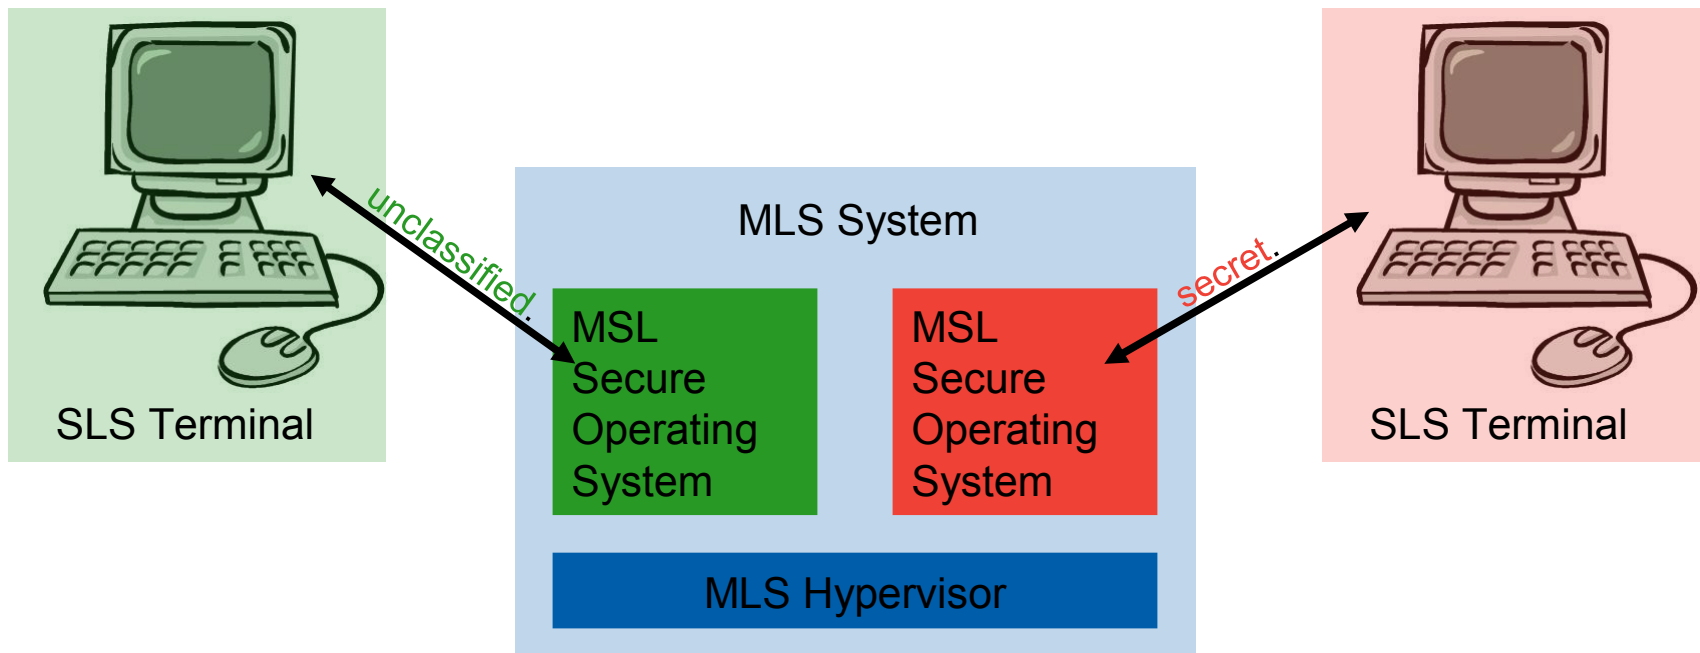 MLS System
unclassified.
secret.
MSL
Secure
Operating
System
MSL
Secure
Operating
System
SLS Terminal
SLS Terminal
MLS Hypervisor